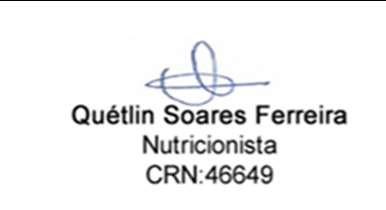 Quétlin Soares Ferreira
Nutricionista
CRN:46649